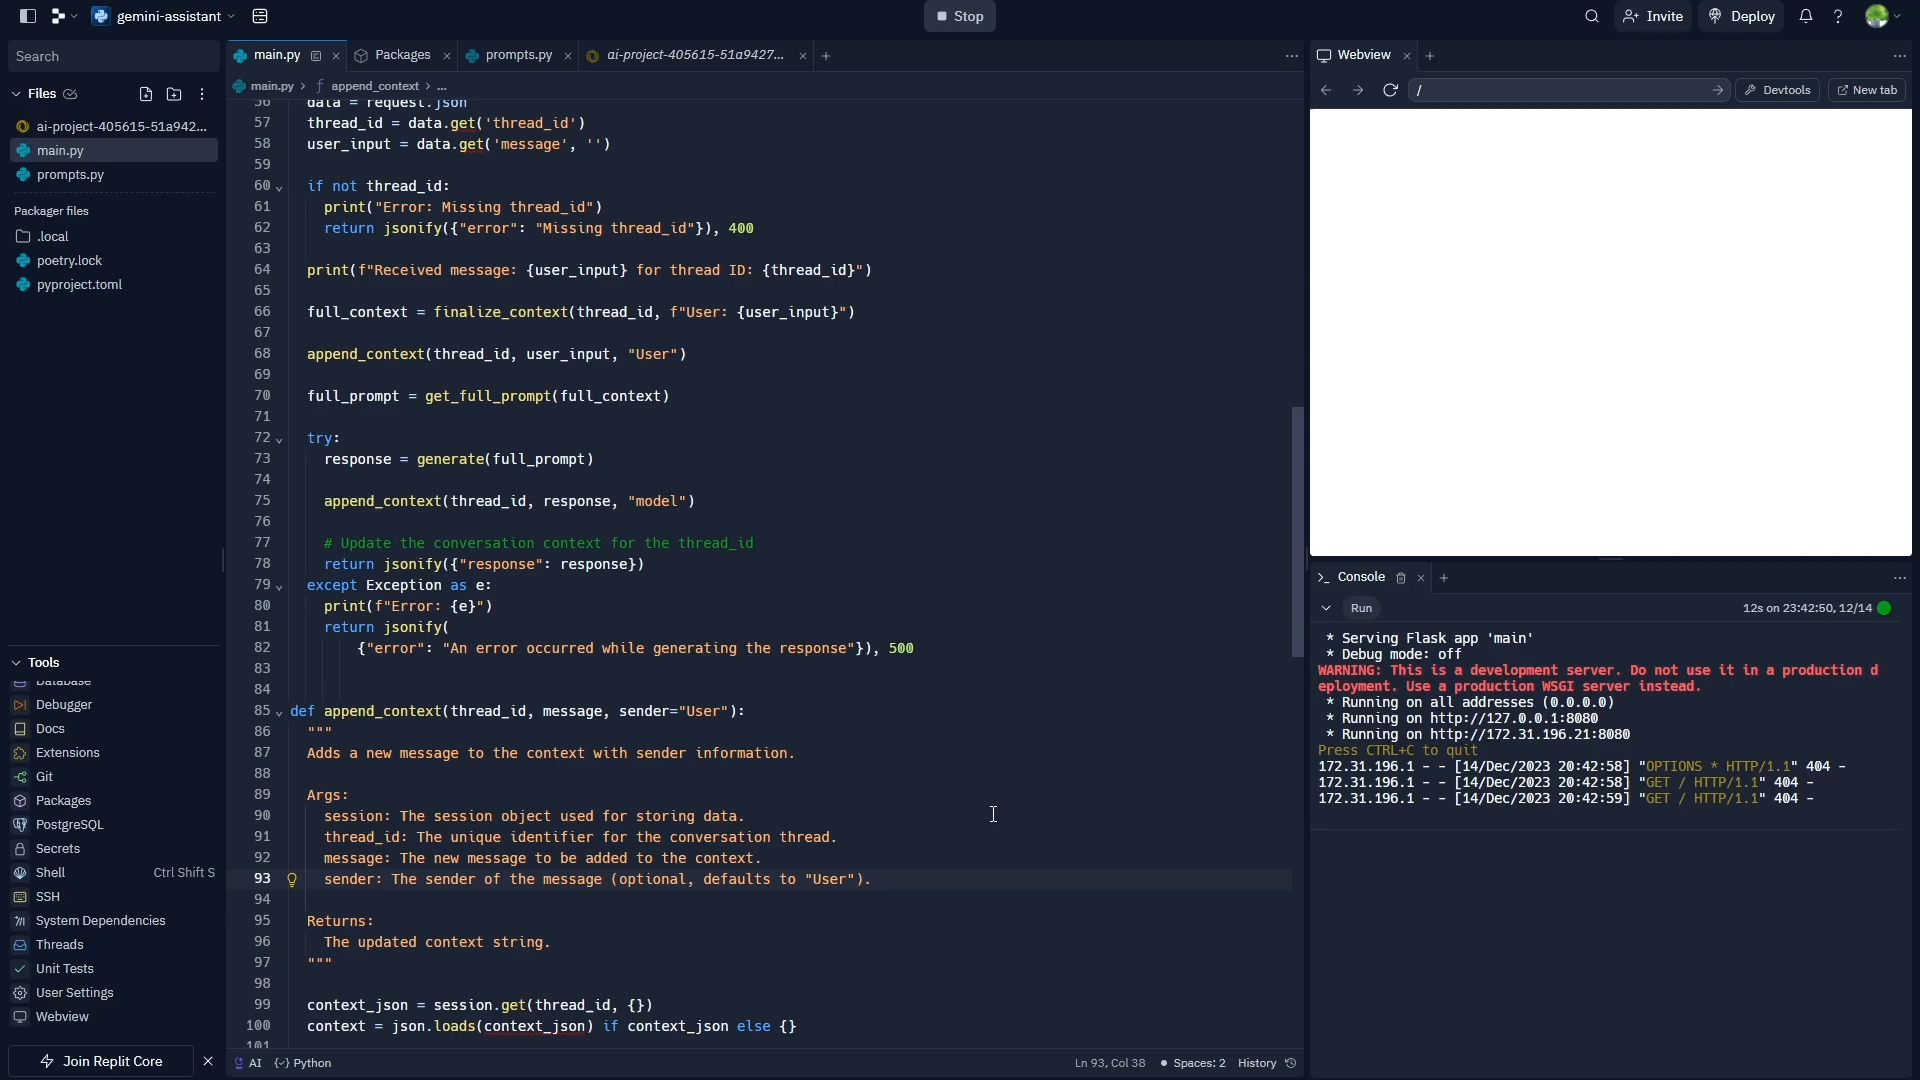 gemini-assistant
Stop
Invite
Deploy
Search
Files
ai-project-405615-51a942...
main.py
prompts.py
Packager files
.local
poetry.lock
pyproject.toml
Tools
Database
Debugger
Docs
Extensions
Git
Packages
PostgreSQL
Secrets
Shell Ctrl Shift S
SSH
System Dependencies
Threads
Unit Tests
User Settings
Webview
Join Replit Core
main.py Packages prompts.py ai-project-405615-51a9427...
main.py > append_context > ...
56 data = request.json
57 thread_id = data.get('thread_id')
58 user_input = data.get('message', '')
59
60 if not thread_id:
61 print("Error: Missing thread_id")
62 return jsonify({"error": "Missing thread_id"}), 400
63
64 print(f"Received message: {user_input} for thread ID: {thread_id}")
65
66 full_context = finalize_context(thread_id, f"User: {user_input}")
67
68 append_context(thread_id, user_input, "User")
69
70 full_prompt = get_full_prompt(full_context)
71
72 try:
73 response = generate(full_prompt)
74
75 append_context(thread_id, response, "model")
76
77 # Update the conversation context for the thread_id
78 return jsonify({"response": response})
79 except Exception as e:
80 print(f"Error: {e}")
81 return jsonify(
82 {"error": "An error occurred while generating the response"}), 500
83
84
85 def append_context(thread_id, message, sender="User"):
86 """
87 Adds a new message to the context with sender information.
88
89 Args:
90 session: The session object used for storing data.
91 thread_id: The unique identifier for the conversation thread.
92 message: The new message to be added to the context.
93 sender: The sender of the message (optional, defaults to "User").
94
95 Returns:
96 The updated context string.
97 """
98
99 context_json = session.get(thread_id, {})
100 context = json.loads(context_json) if context_json else {}
101
AI Python
Ln 93, Col 38 Spaces: 2 History
Webview
/
Devtools
New tab
Console
Run
12s on 23:42:50, 12/14
* Serving Flask app 'main'
* Debug mode: off
WARNING: This is a development server. Do not use it in a production d
eployment. Use a production WSGI server instead.
* Running on all addresses (0.0.0.0)
* Running on http://127.0.0.1:8080
* Running on http://172.31.196.21:8080
Press CTRL+C to quit
172.31.196.1 - - [14/Dec/2023 20:42:58] "OPTIONS * HTTP/1.1" 404 -
172.31.196.1 - - [14/Dec/2023 20:42:58] "GET / HTTP/1.1" 404 -
172.31.196.1 - - [14/Dec/2023 20:42:59] "GET / HTTP/1.1" 404 -